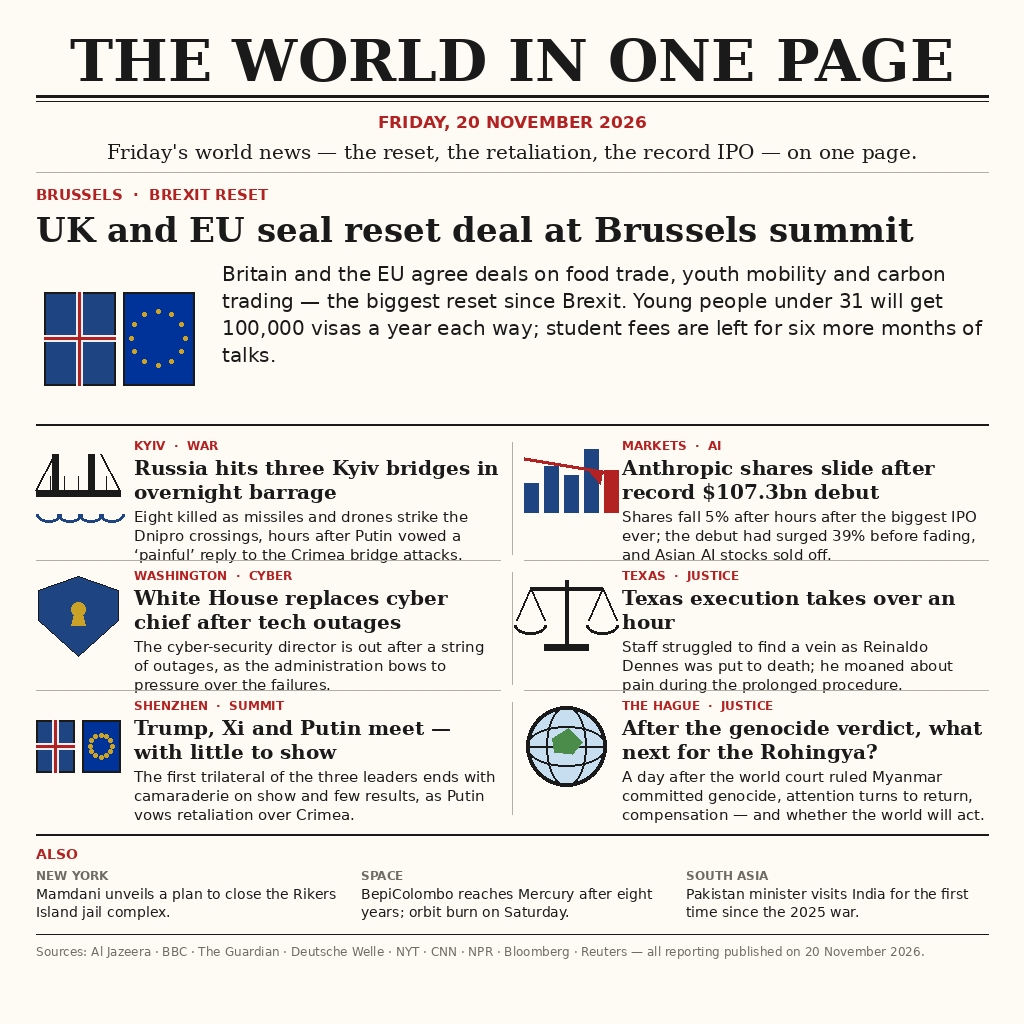 THE WORLD IN ONE PAGE
FRIDAY, 20 NOVEMBER 2026
Friday's world news — the reset, the retaliation, the record IPO — on one page.
BRUSSELS · BREXIT RESET
UK and EU seal reset deal at Brussels summit
Britain and the EU agree deals on food trade, youth mobility and carbon
trading — the biggest reset since Brexit. Young people under 31 will get
100,000 visas a year each way; student fees are left for six more months of
talks.
KYIV · WAR
Russia hits three Kyiv bridges in
overnight barrage
Eight killed as missiles and drones strike the
Dnipro crossings, hours after Putin vowed a
‘painful’ reply to the Crimea bridge attacks.
MARKETS · AI
Anthropic shares slide after
record $107.3bn debut
Shares fall 5% after hours after the biggest IPO
ever; the debut had surged 39% before fading,
and Asian AI stocks sold off.
WASHINGTON · CYBER
White House replaces cyber
chief after tech outages
The cyber-security director is out after a string
of outages, as the administration bows to
pressure over the failures.
TEXAS · JUSTICE
Texas execution takes over an
hour
Staff struggled to find a vein as Reinaldo
Dennes was put to death; he moaned about
pain during the prolonged procedure.
SHENZHEN · SUMMIT
Trump, Xi and Putin meet —
with little to show
The first trilateral of the three leaders ends with
camaraderie on show and few results, as Putin
vows retaliation over Crimea.
THE HAGUE · JUSTICE
After the genocide verdict, what
next for the Rohingya?
A day after the world court ruled Myanmar
committed genocide, attention turns to return,
compensation — and whether the world will act.
ALSO
NEW YORK
Mamdani unveils a plan to close the Rikers
Island jail complex.
SPACE
BepiColombo reaches Mercury after eight
years; orbit burn on Saturday.
SOUTH ASIA
Pakistan minister visits India for the first
time since the 2025 war.
Sources: Al Jazeera · BBC · The Guardian · Deutsche Welle · NYT · CNN · NPR · Bloomberg · Reuters — all reporting published on 20 November 2026.